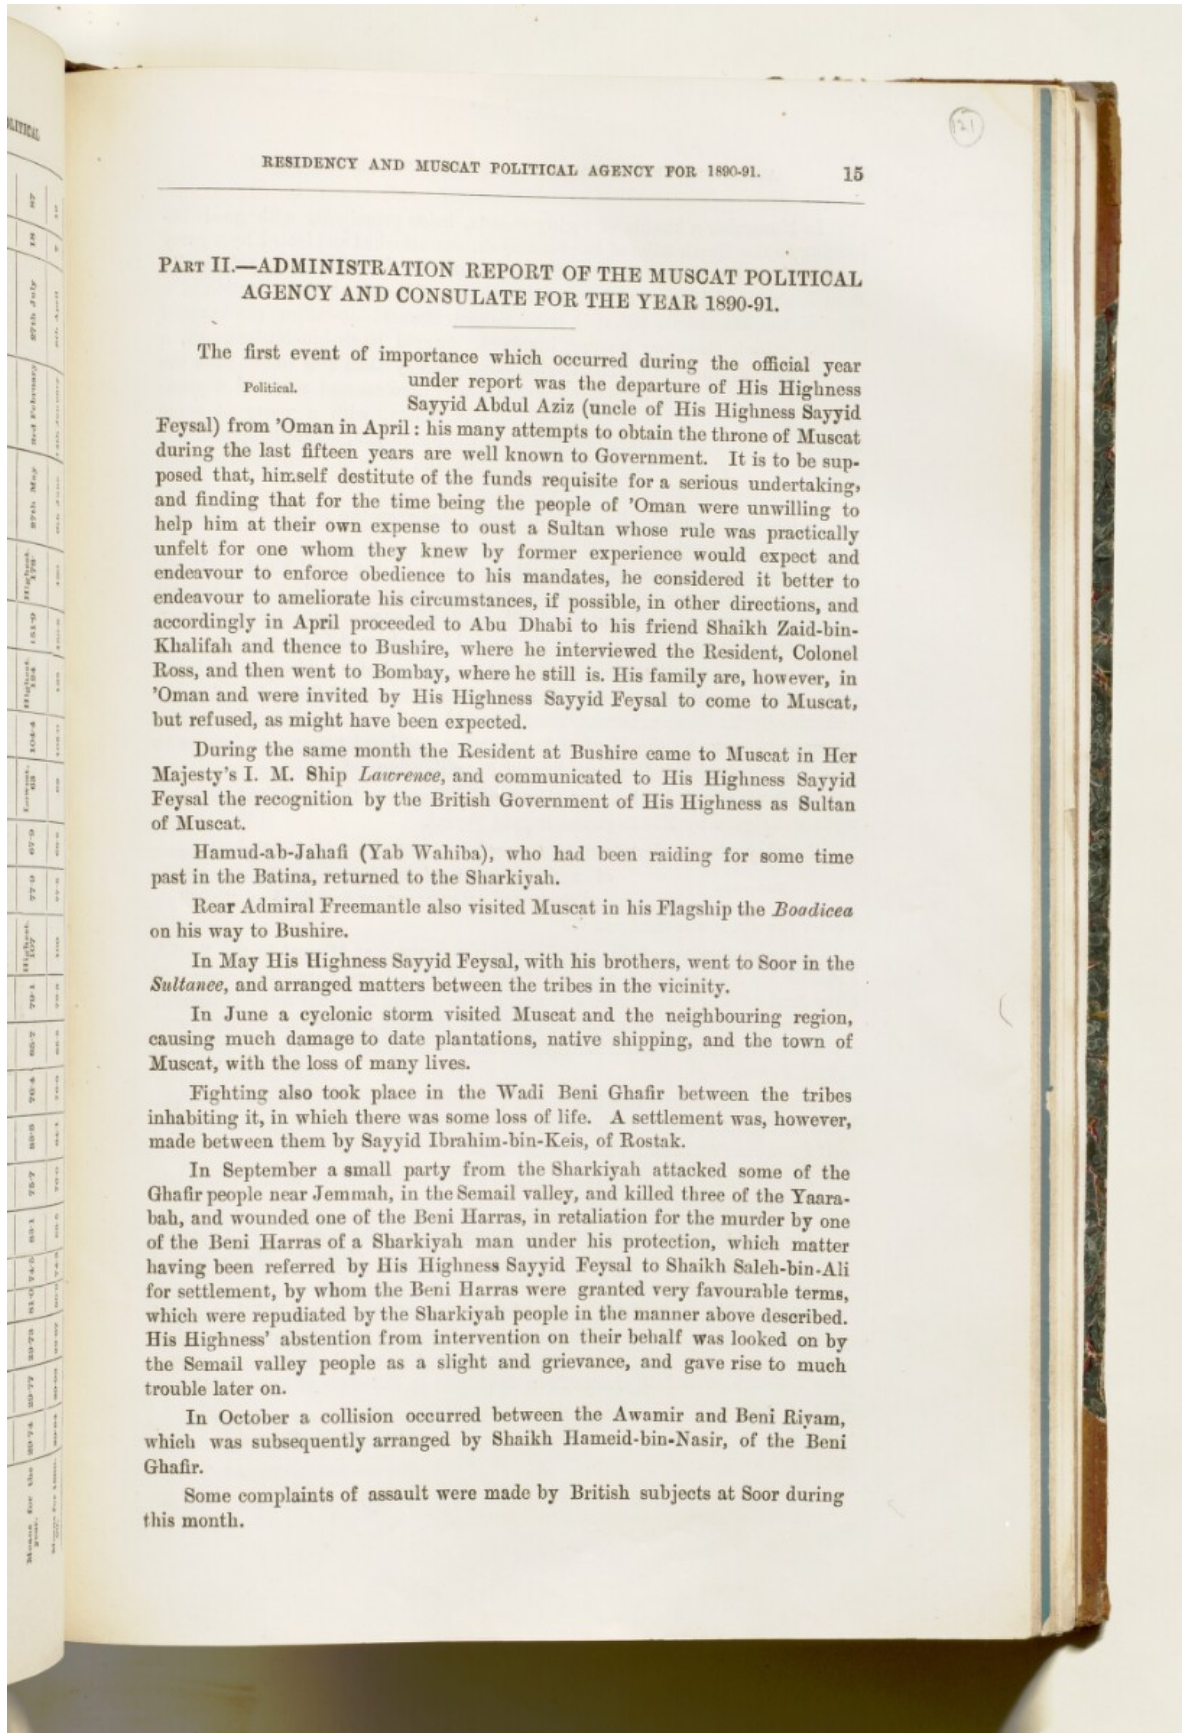 121
RESIDENCY AND MUSCAT POLITICAL AGENCY FOR 1890-91.
15
PART II.—ADMINISTRATION REPORT OF THE MUSCAT POLITICAL
AGENCY AND CONSULATE FOR THE YEAR 1890-91.
The first event of importance which occurred during the official year
Political.
under report was the departure of His Highness
Sayyid Abdul Aziz (uncle of His Highness Sayyid
Feysal) from 'Oman in April : his many attempts to obtain the throne of Muscat
during the last fifteen years are well known to Government. It is to be sup-
posed that, himself destitute of the funds requisite for a serious undertaking,
and finding that for the time being the people of 'Oman were unwilling to
help him at their own expense to oust a Sultan whose rule was practically
unfelt for one whom they knew by former experience would expect and
endeavour to enforce obedience to his mandates, he considered it better to
endeavour to ameliorate his circumstances, if possible, in other directions, and
accordingly in April proceeded to Abu Dhabi to his friend Shaikh Zaid-bin-
Khalifah and thence to Bushire, where he interviewed the Resident, Colonel
Ross, and then went to Bombay, where he still is. His family are, however, in
'Oman and were invited by His Highness Sayyid Feysal to come to Muscat,
but refused, as might have been expected.
During the same month the Resident at Bushire came to Muscat in Her
Majesty's I. M. Ship Lawrence, and communicated to His Highness Sayyid
Feysal the recognition by the British Government of His Highness as Sultan
of Muscat.
Hamud-ab-Jahafi (Yab Wahiba), who had been raiding for some time
past in the Batina, returned to the Sharkiyah.
Rear Admiral Freemantle also visited Muscat in his Flagship the Boadicea
on his way to Bushire.
In May His Highness Sayyid Feysal, with his brothers, went to Soor in the
Sultanee, and arranged matters between the tribes in the vicinity.
In June a cyclonic storm visited Muscat and the neighbouring region,
causing much damage to date plantations, native shipping, and the town of
Muscat, with the loss of many lives.
Fighting also took place in the Wadi Beni Ghafir between the tribes
inhabiting it, in which there was some loss of life. A settlement was, however,
made between them by Sayyid Ibrahim-bin-Keis, of Rostak.
In September a small party from the Sharkiyah attacked some of the
Ghafir people near Jemmah, in the Semail valley, and killed three of the Yaara-
bah, and wounded one of the Beni Harras, in retaliation for the murder by one
of the Beni Harras of a Sharkiyah man under his protection, which matter
having been referred by His Highness Sayyid Feysal to Shaikh Saleh-bin-Ali
for settlement, by whom the Beni Harras were granted very favourable terms,
which were repudiated by the Sharkiyah people in the manner above described.
His Highness' abstention from intervention on their behalf was looked on by
the Semail valley people as a slight and grievance, and gave rise to much
trouble later on.
In October a collision occurred between the Awamir and Beni Riyam,
which was subsequently arranged by Shaikh Hameid-bin-Nasir, of the Beni
Ghafir.
Some complaints of assault were made by British subjects at Soor during
this month.